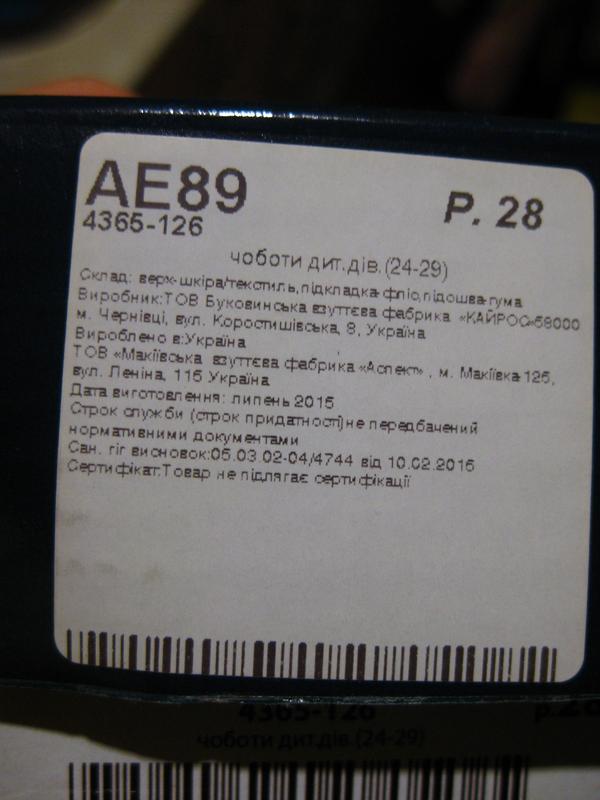 AE89
P. 28
4365-126
чоботи дит.дів.(24-29)
Склад: верх-шкіра/текстиль,підкладка-фліс,підошва-гума
Виробник:ТОВ Буковинська взуттєва фабрика «КАЙРОС»58000
м. Чернівці, вул. Коростишівська, 8, Україна
Вироблено в:Україна
ТОВ «Макіївська взуттєва фабрика «Аспект» , м. Макіївка-126,
вул. Леніна, 115 Україна
Дата виготовлення: липень 2015
Строк служби (строк придатності)не передбачений
нормативними документами
Сан. гіг висновок:05.03.02-04/4744 від 10.02.2015
Сертифікат:Товар не підлягає сертифікації
4365-126
чоботи дит.дів.(24-29)